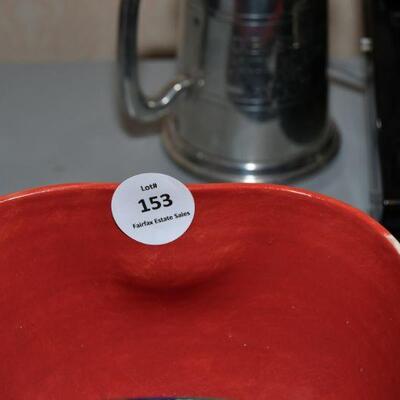 Lot#
153
Fairfax Estate Sales